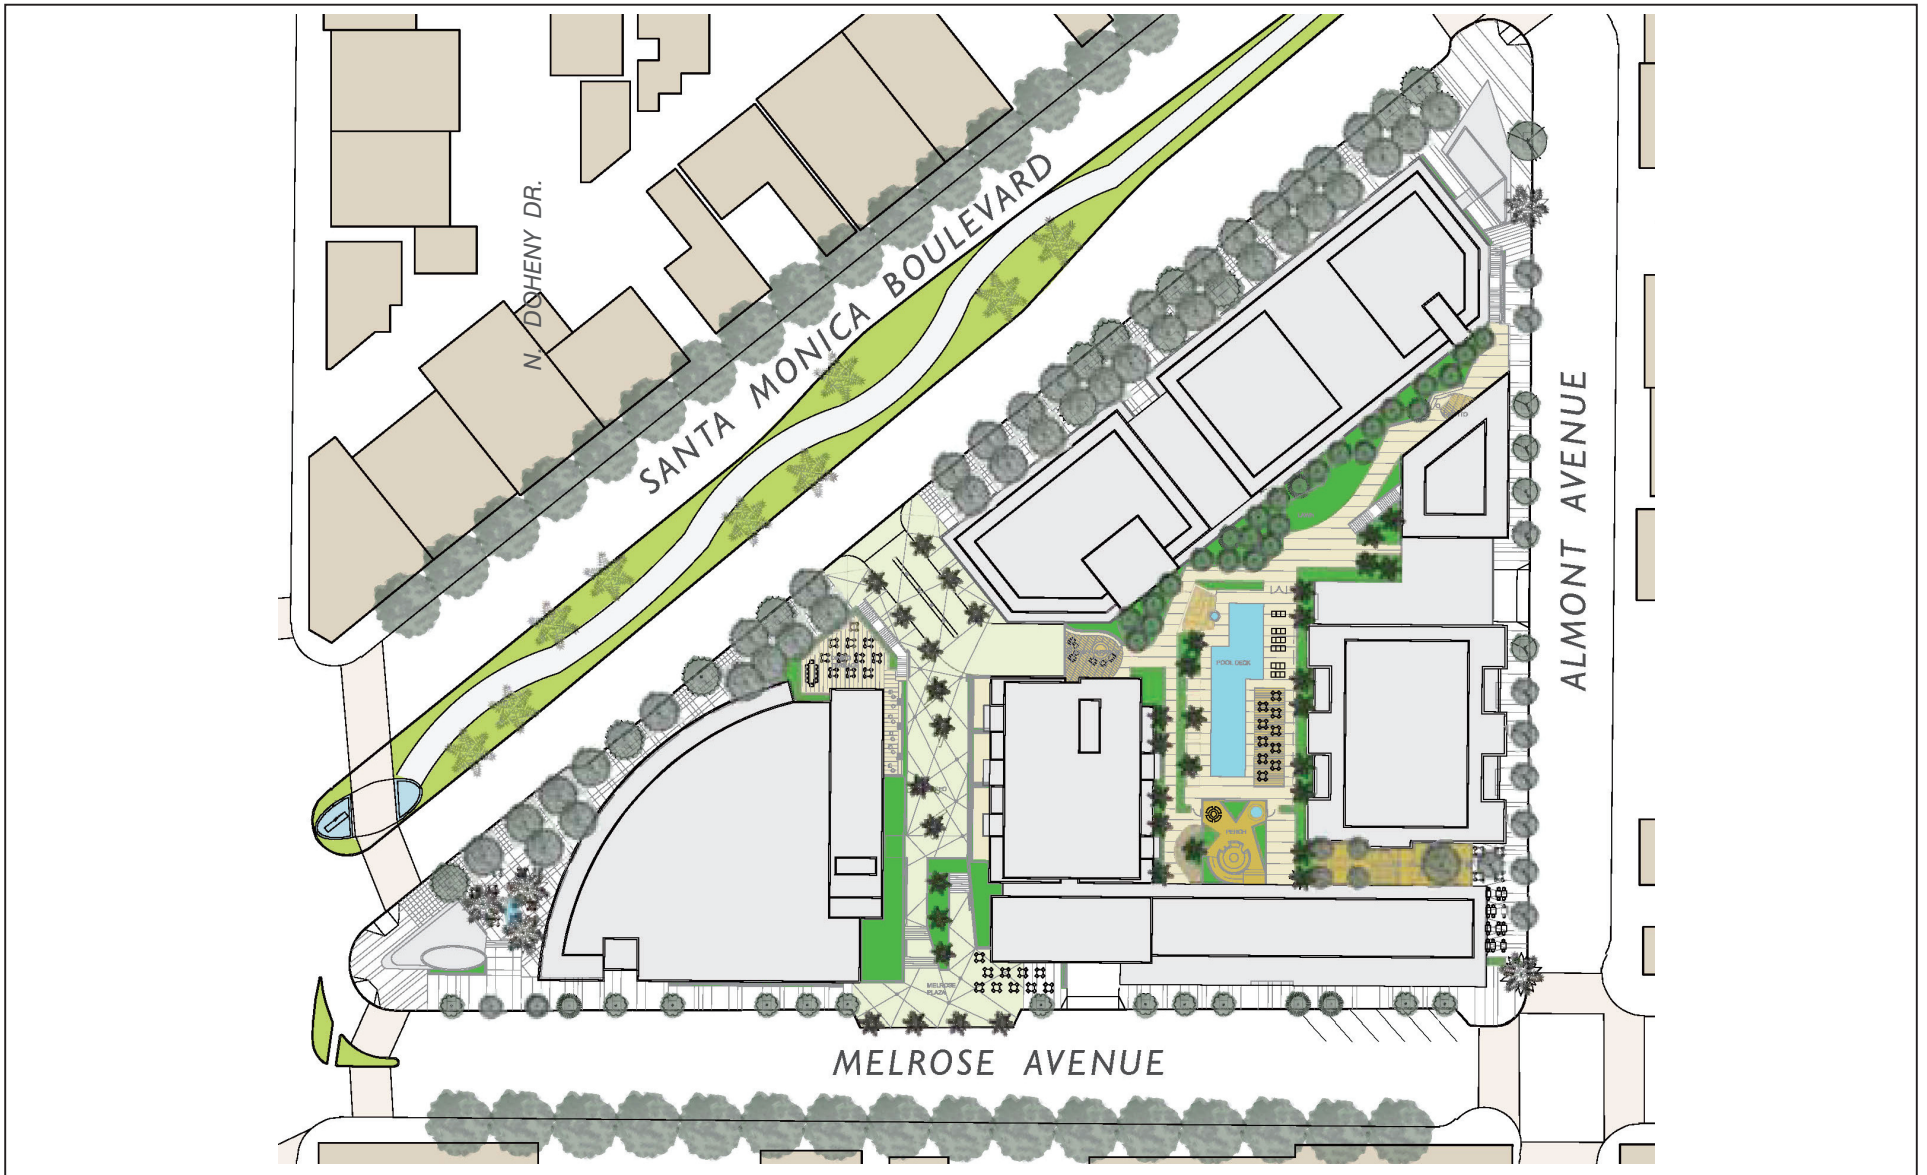 N. DOHENY DR.
SANTA MONICA BOULEVARD
ALMONT AVENUE
POOL DECK
MELROSE
PLAZA
MELROSE AVENUE